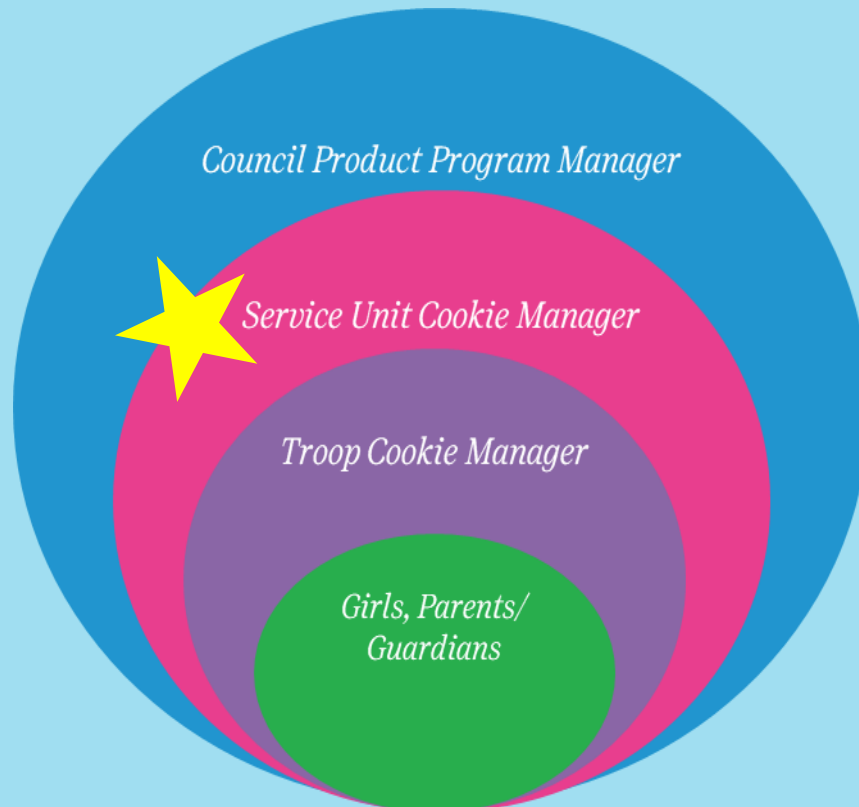 Council Product Program Manager
Service Unit Cookie Manager
Troop Cookie Manager
Girls, Parents/
Guardians